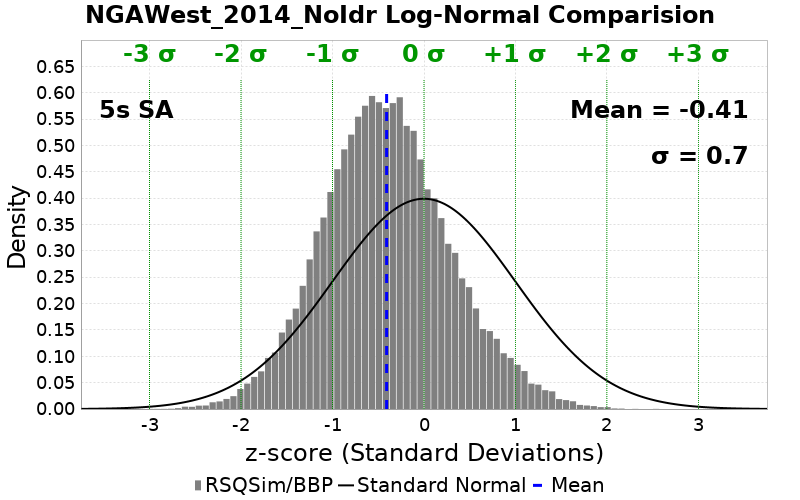 NGAWest_2014_NoIdr Log-Normal Comparision
-3 σ -2 σ -1 σ 0 σ +1 σ +2 σ +3 σ
5s SA
Mean = -0.41
σ = 0.7
Density
0.65
0.60
0.55
0.50
0.45
0.40
0.35
0.30
0.25
0.20
0.15
0.10
0.05
0.00
-3 -2 -1 0 1 2 3
z-score (Standard Deviations)
RSQSim/BBP Standard Normal Mean